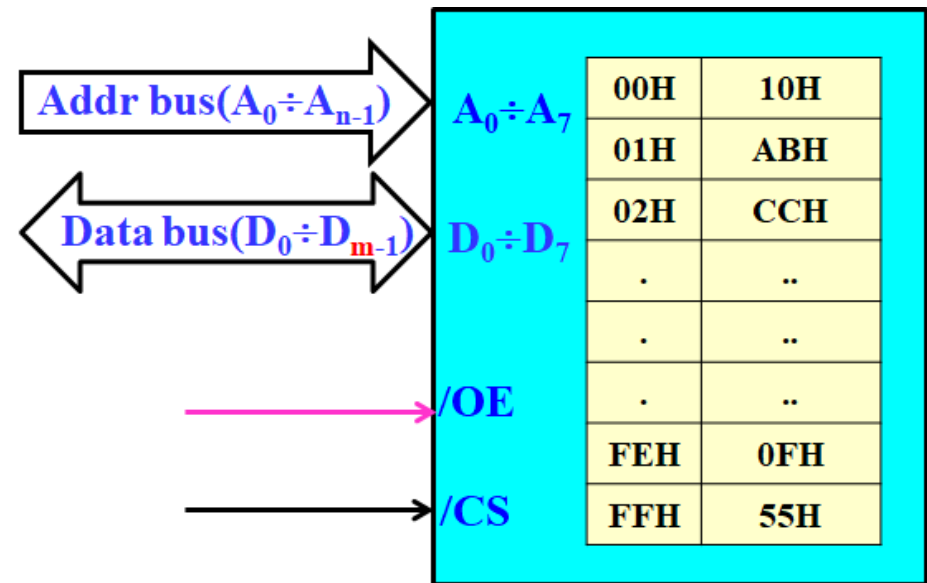 Addr bus(A₀÷Aₙ₋₁)
A₀÷A₇
Data bus(D₀÷Dₘ₋₁)
D₀÷D₇
/OE
/CS
00H 10H
01H ABH
02H CCH
. ..
. ..
. ..
FEH 0FH
FFH 55H